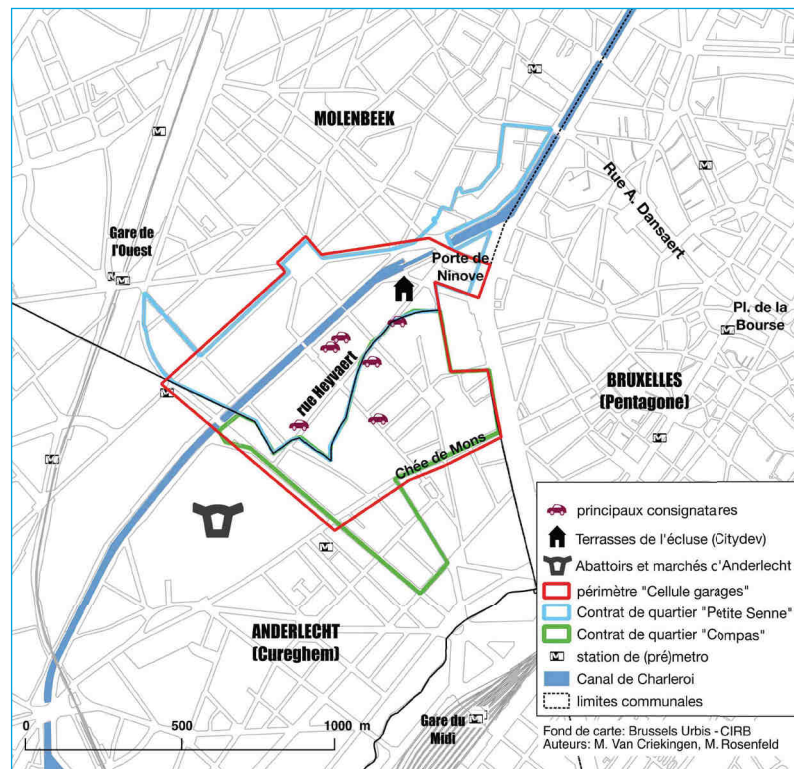 MOLENBEEK
Rue A. Dansaert
Gare de
l'Ouest
Porte de
Ninove
Pl. de la
Bourse
rue Heyvaert
BRUXELLES
(Pentagone)
Chée de Mons
ANDERLECHT
(Cureghem)
Gare du
Midi
0 500 1000 m
principaux consignatares
Terrasses de l'écluse (Citydev)
Abattoirs et marchés d'Anderlecht
périmètre "Cellule garages"
Contrat de quartier "Petite Senne"
Contrat de quartier "Compas"
M station de (pré)metro
Canal de Charleroi
limites communales
Fond de carte: Brussels Urbis - CIRB
Auteurs: M. Van Criekingen, M. Rosenfeld